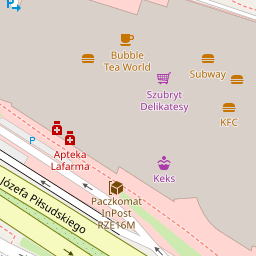 P
Bubble
Tea World
Subway
Szubryt
Delikatesy
KFC
P
Apteka
Lafarma
Keks
Paczkomat
InPost
RZE16M
Józefa Piłsudskiego